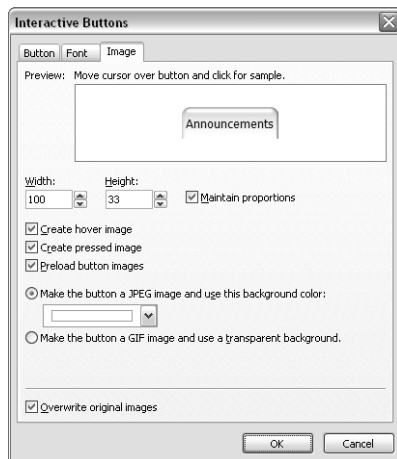 Interactive Buttons
Button Font Image
Preview: Move cursor over button and click for sample.
Announcements
Width: Height:
100 33 Maintain proportions
Create hover image
Create pressed image
Preload button images
Make the button a JPEG image and use this background color:
Make the button a GIF image and use a transparent background.
Overwrite original images
OK Cancel